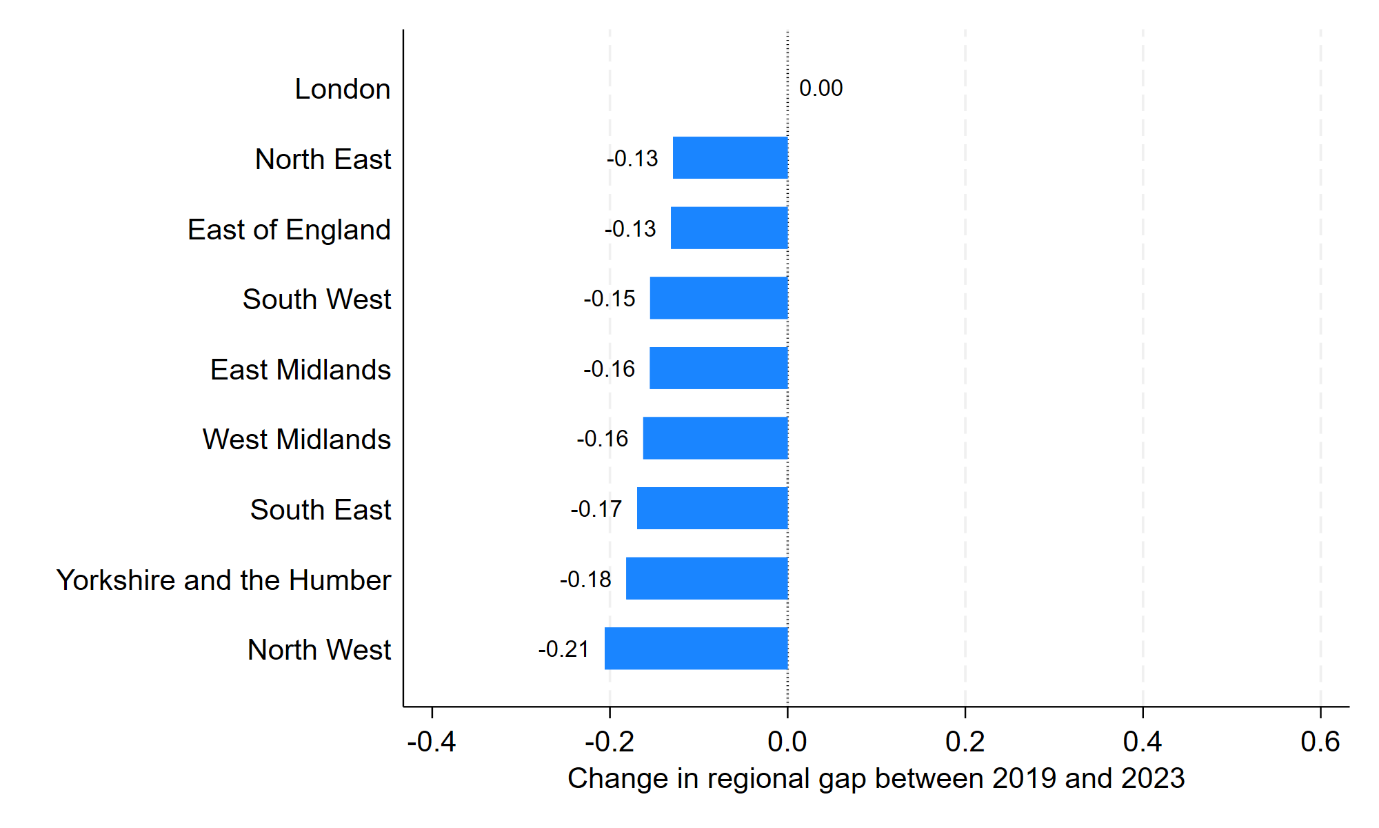 London 0.00
North East -0.13
East of England -0.13
South West -0.15
East Midlands -0.16
West Midlands -0.16
South East -0.17
Yorkshire and the Humber -0.18
North West -0.21
-0.4 -0.2 0.0 0.2 0.4 0.6
Change in regional gap between 2019 and 2023